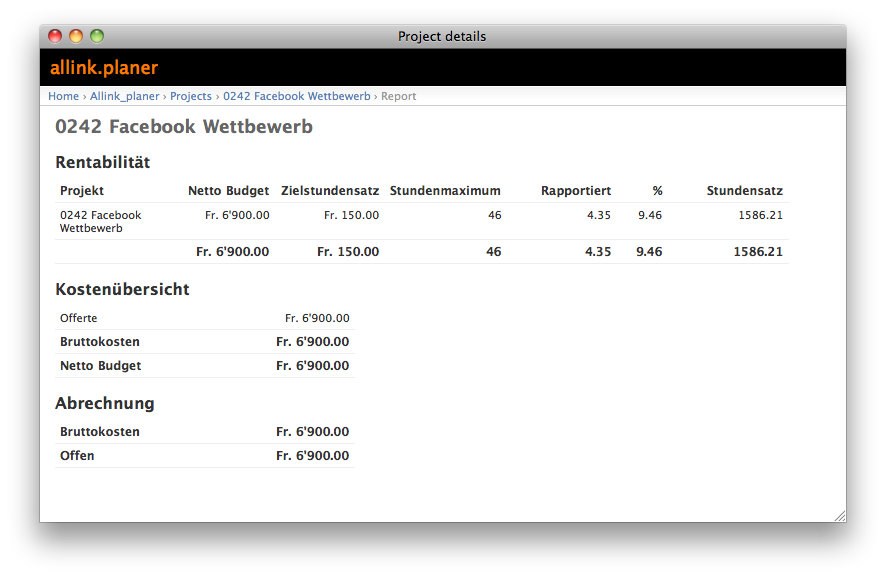 Project details
allink.planer
Home › Allink_planer › Projects › 0242 Facebook Wettbewerb › Report
0242 Facebook Wettbewerb
Rentabilität
Projekt Netto Budget Zielstundensatz Stundenmaximum Rapportiert % Stundensatz
0242 Facebook Fr. 6'900.00 Fr. 150.00 46 4.35 9.46 1586.21
Wettbewerb
Fr. 6'900.00 Fr. 150.00 46 4.35 9.46 1586.21
Kostenübersicht
Offerte Fr. 6'900.00
Bruttokosten Fr. 6'900.00
Netto Budget Fr. 6'900.00
Abrechnung
Bruttokosten Fr. 6'900.00
Offen Fr. 6'900.00